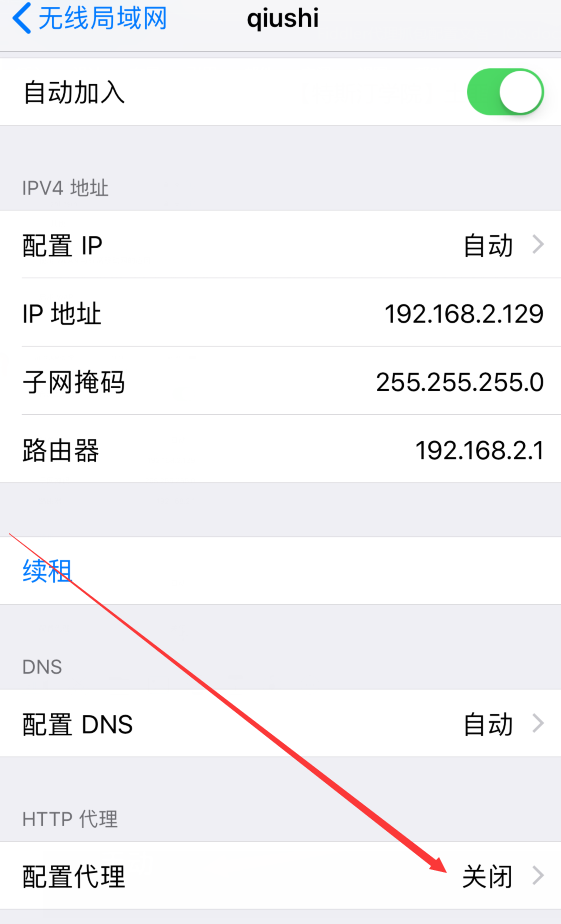 无线局域网 qiushi
自动加入
IPV4 地址
配置 IP 自动
IP 地址 192.168.2.129
子网掩码 255.255.255.0
路由器 192.168.2.1
续租
DNS
配置 DNS 自动
HTTP 代理
配置代理 关闭